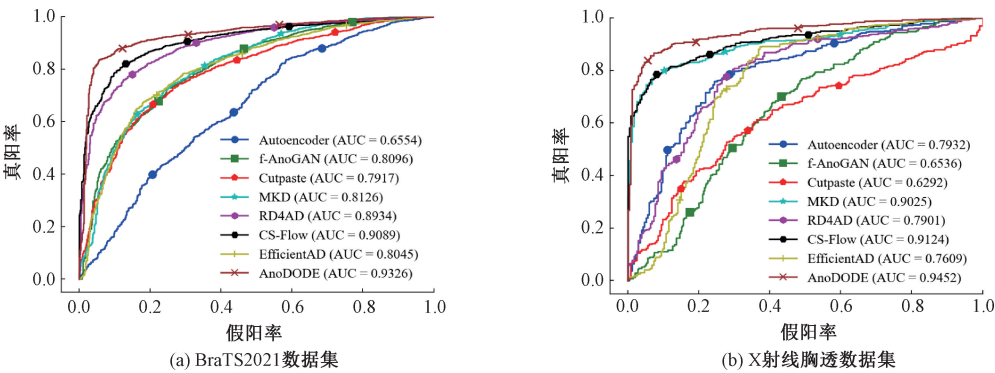 1.0
0.8
0.6
0.4
0.2
0.0
真阳率
Autoencoder (AUC = 0.6554)
f-AnoGAN (AUC = 0.8096)
Cutpaste (AUC = 0.7917)
MKD (AUC = 0.8126)
RD4AD (AUC = 0.8934)
CS-Flow (AUC = 0.9089)
EfficientAD (AUC = 0.8045)
AnoDODE (AUC = 0.9326)
0.0 0.2 0.4 0.6 0.8 1.0
假阳率
(a) BraTS2021数据集
1.0
0.8
0.6
0.4
0.2
0.0
真阳率
Autoencoder (AUC = 0.7932)
f-AnoGAN (AUC = 0.6536)
Cutpaste (AUC = 0.6292)
MKD (AUC = 0.9025)
RD4AD (AUC = 0.7901)
CS-Flow (AUC = 0.9124)
EfficientAD (AUC = 0.7609)
AnoDODE (AUC = 0.9452)
0.0 0.2 0.4 0.6 0.8 1.0
假阳率
(b) X射线胸透数据集